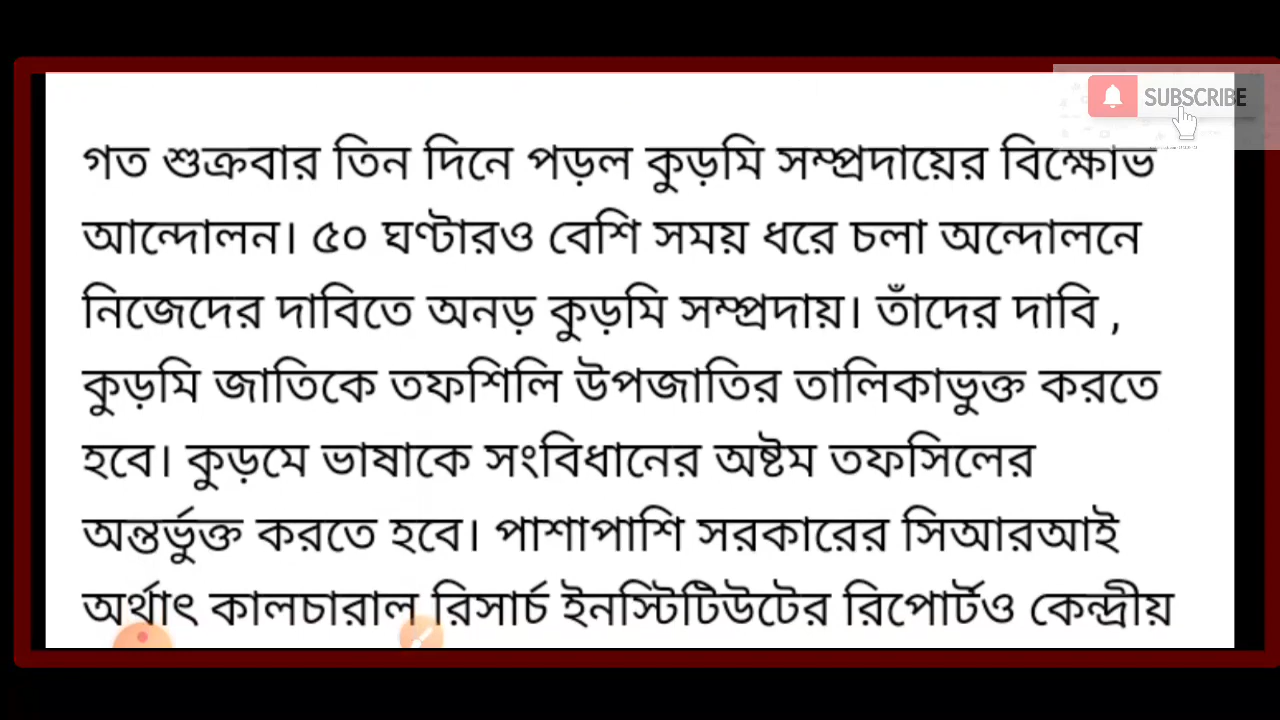 SUBSCRIBE
গত শুক্রবার তিন দিনে পড়ল কুড়মি সম্প্রদায়ের বিক্ষোভ
আন্দোলন। ৫০ ঘণ্টারও বেশি সময় ধরে চলা অন্দোলনে
নিজেদের দাবিতে অনড় কুড়মি সম্প্রদায়। তাঁদের দাবি ,
কুড়মি জাতিকে তফশিলি উপজাতির তালিকাভুক্ত করতে
হবে। কুড়মে ভাষাকে সংবিধানের অষ্টম তফসিলের
অন্তর্ভুক্ত করতে হবে। পাশাপাশি সরকারের সিআরআই
অর্থাৎ কালচারাল রিসার্চ ইনস্টিটিউটের রিপোর্টও কেন্দ্রীয়